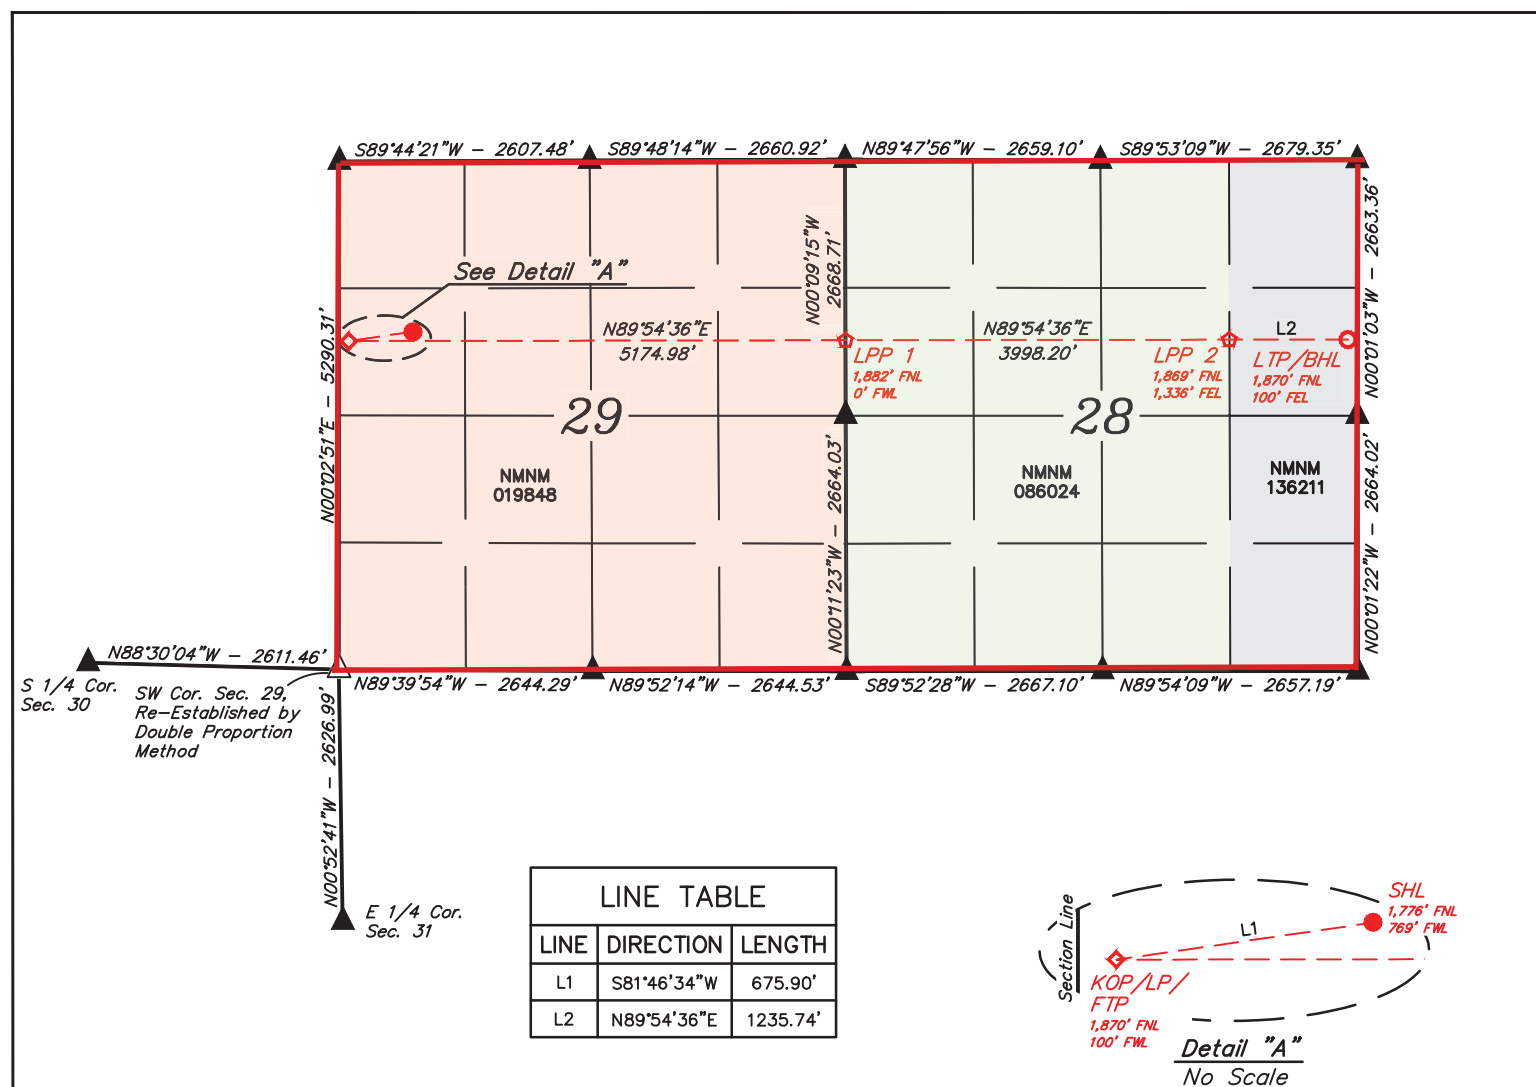 S89°44'21"W - 2607.48'
S89°48'14"W - 2660.92'
N89°47'56"W - 2659.10'
S89°53'09"W - 2679.35'
N00°09'15"W
2668.71'
N00°01'03"W - 2663.36'
See Detail "A"
N00°02'51"E - 5290.31'
N89°54'36"E
5174.98'
N89°54'36"E
3998.20'
L2
LPP 1
1,882' FNL
0' FWL
LPP 2
1,869' FNL
1,336' FEL
LTP/BHL
1,870' FNL
100' FEL
29
28
NMNM
019848
NMNM
086024
NMNM
136211
N00°11'23"W - 2664.03'
N00°01'22"W - 2664.02'
N88°30'04"W - 2611.46'
S 1/4 Cor.
Sec. 30
SW Cor. Sec. 29,
Re-Established by
Double Proportion
Method
N89°39'54"W - 2644.29'
N89°52'14"W - 2644.53'
S89°52'28"W - 2667.10'
N89°54'09"W - 2657.19'
N00°52'41"W - 2626.99'
E 1/4 Cor.
Sec. 31
LINE TABLE
LINE DIRECTION LENGTH
L1 S81°46'34"W 675.90'
L2 N89°54'36"E 1235.74'
Section Line
L1
SHL
1,776' FNL
769' FWL
KOP/LP/
FTP
1,870' FNL
100' FWL
Detail "A"
No Scale